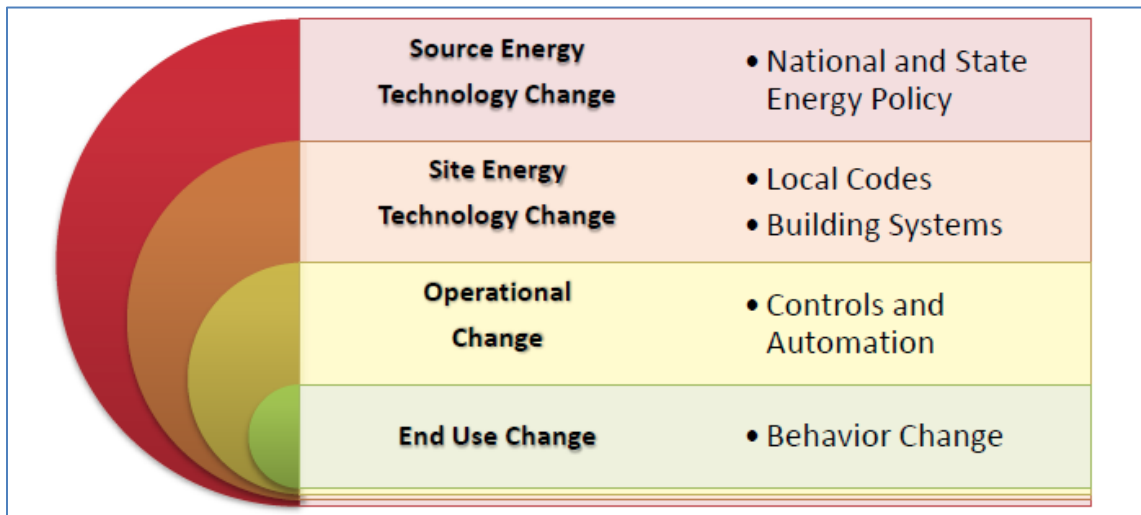 Source Energy
Technology Change
• National and State
Energy Policy
Site Energy
Technology Change
• Local Codes
• Building Systems
Operational
Change
• Controls and
Automation
End Use Change
• Behavior Change